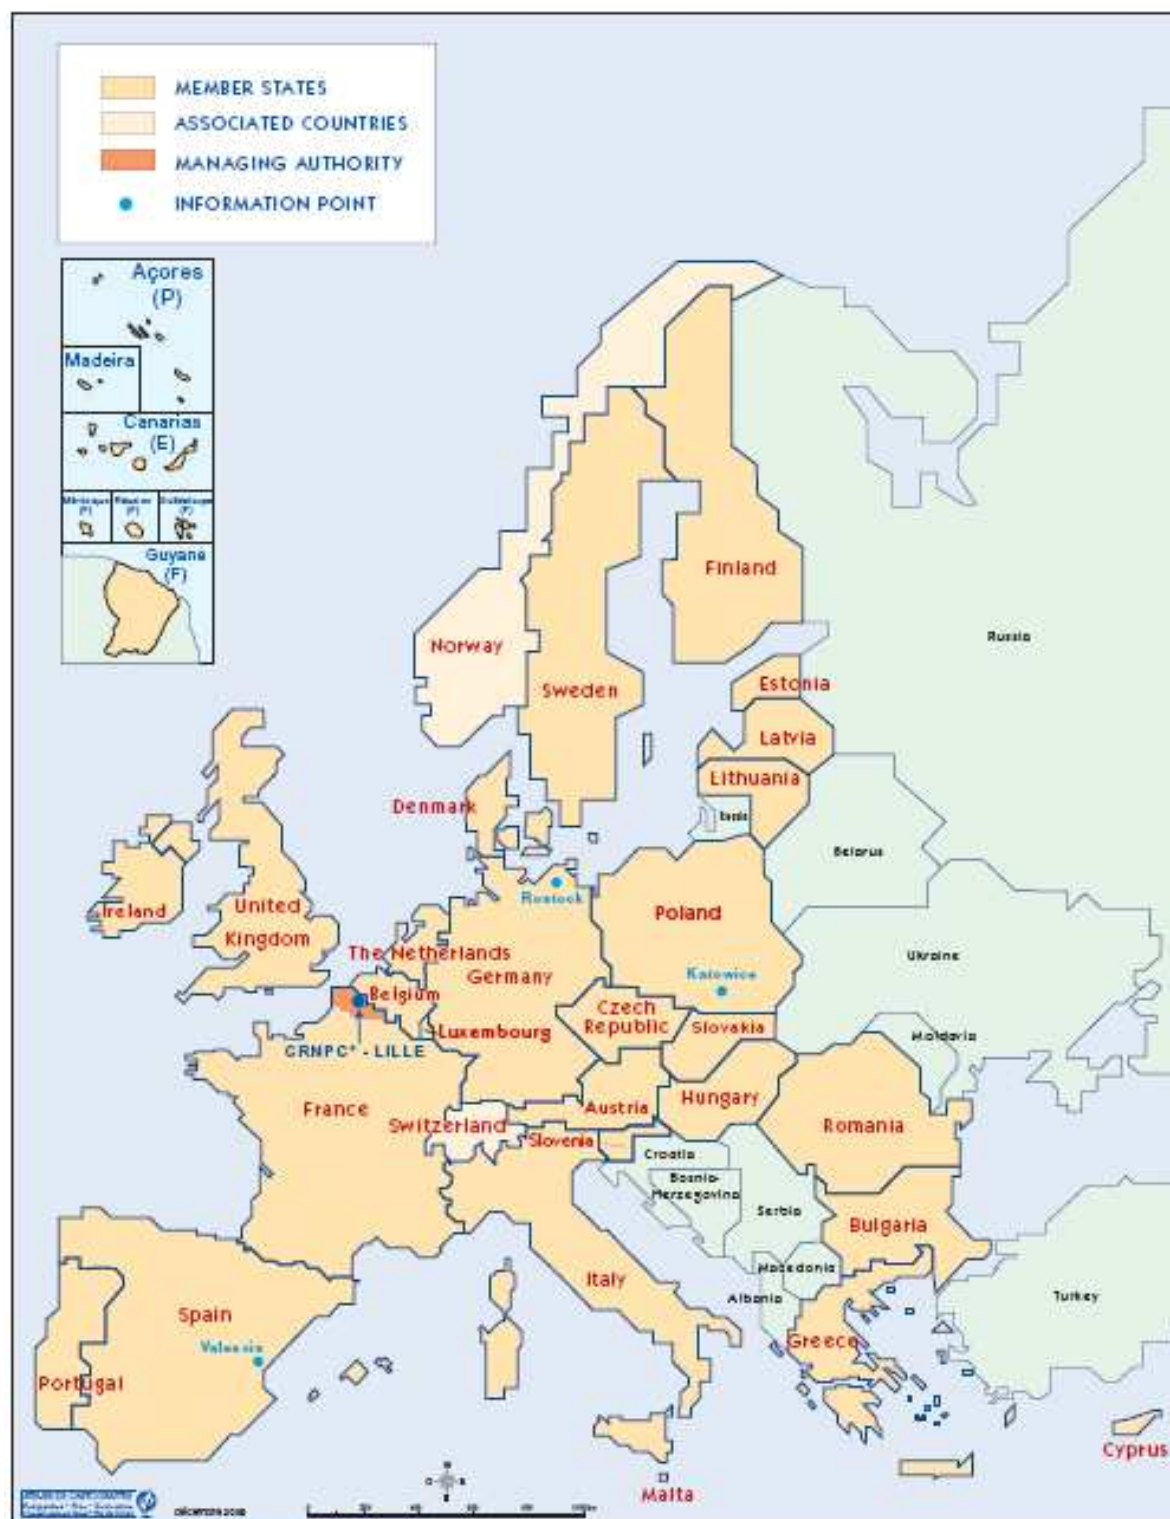 MEMBER STATES
ASSOCIATED COUNTRIES
MANAGING AUTHORITY
INFORMATION POINT
Açores
(P)
Madeira
Canarias
(E)
(F)
(F)
(F)
Guyane
(F)
Finland
Norway
Russia
Sweden
Estonia
Latvia
Lithuania
Denmark
Belarus
Rostock
Ireland
United
Kingdom
Poland
The Netherlands
Germany
Ukraine
Katowice
Belgium
Czech
Republic
Slovakia
Luxembourg
Moldavia
CRNPC* - LILLE
France
Austria
Hungary
Switzerland
Slovenia
Romania
Croatia
Bosnia-
Herzegovina
Serbia
Bulgaria
Macedonia
Italy
Albania
Turkey
Spain
Greece
Valencia
Portugal
Cyprus
Malta